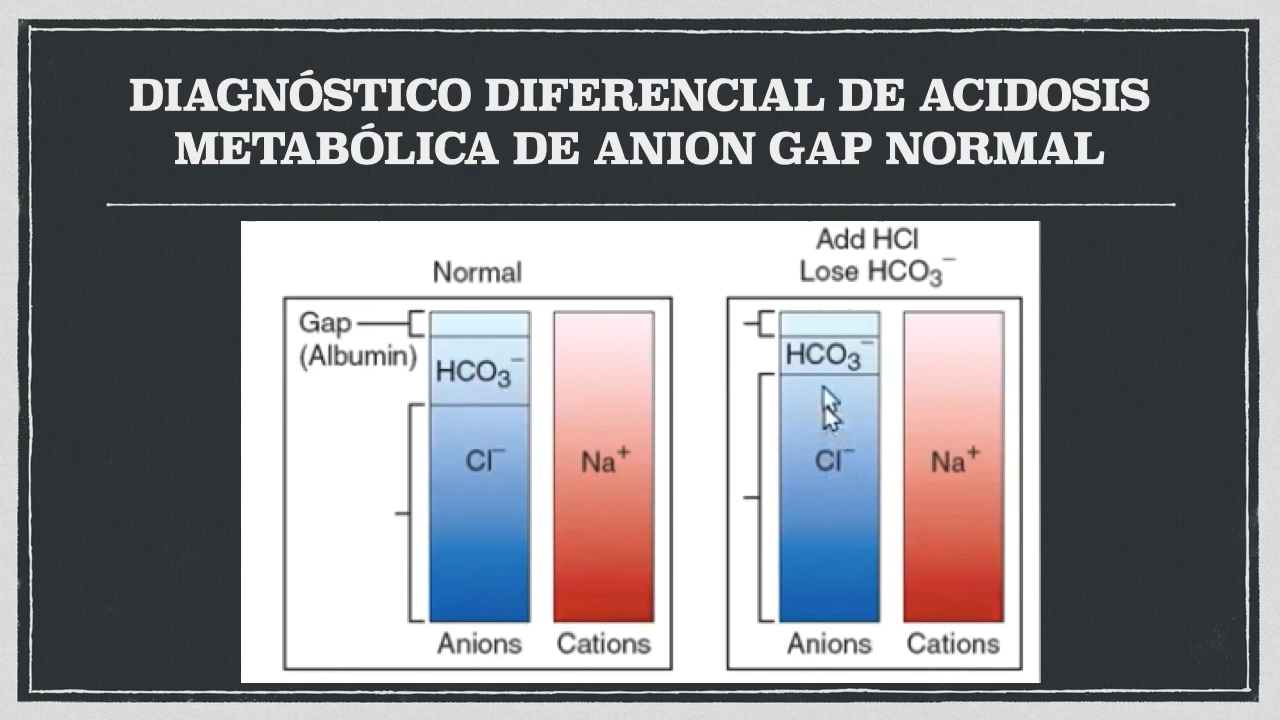 DIAGNÓSTICO DIFERENCIAL DE ACIDOSIS
METABÓLICA DE ANION GAP NORMAL
Normal
Gap
(Albumin)
HCO₃⁻
Cl⁻
Na⁺
Anions
Cations
Add HCl
Lose HCO₃⁻
HCO₃⁻
Cl⁻
Na⁺
Anions
Cations